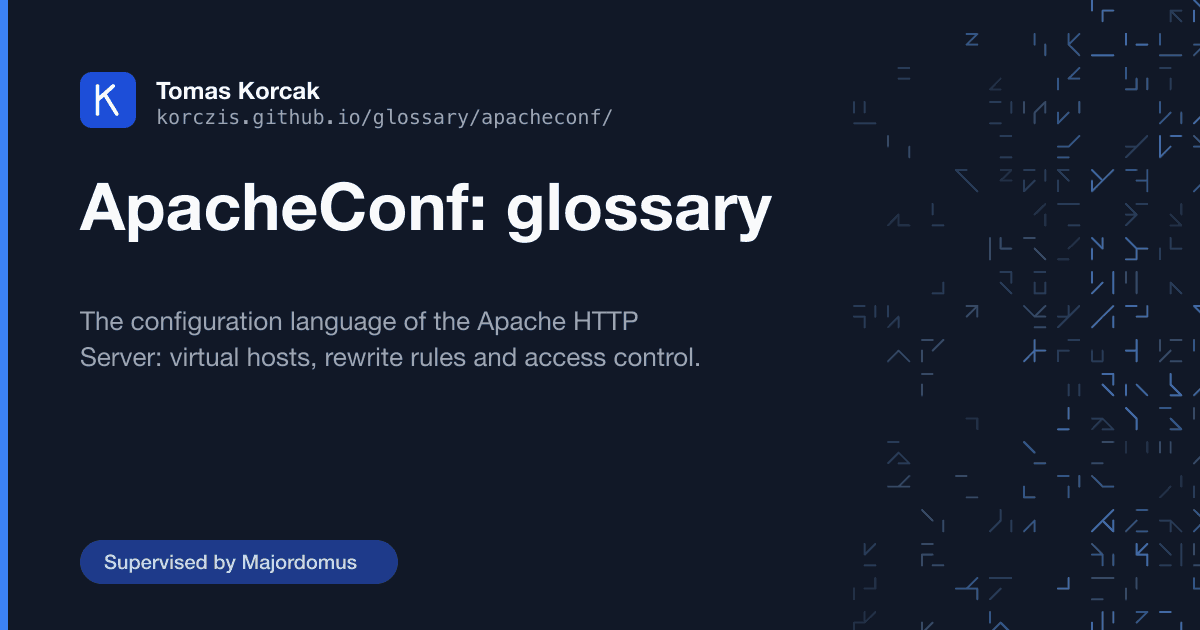 K
Tomas Korcak
korczis.github.io/glossary/apacheconf/
ApacheConf: glossary
The configuration language of the Apache HTTP
Server: virtual hosts, rewrite rules and access control.
Supervised by Majordomus